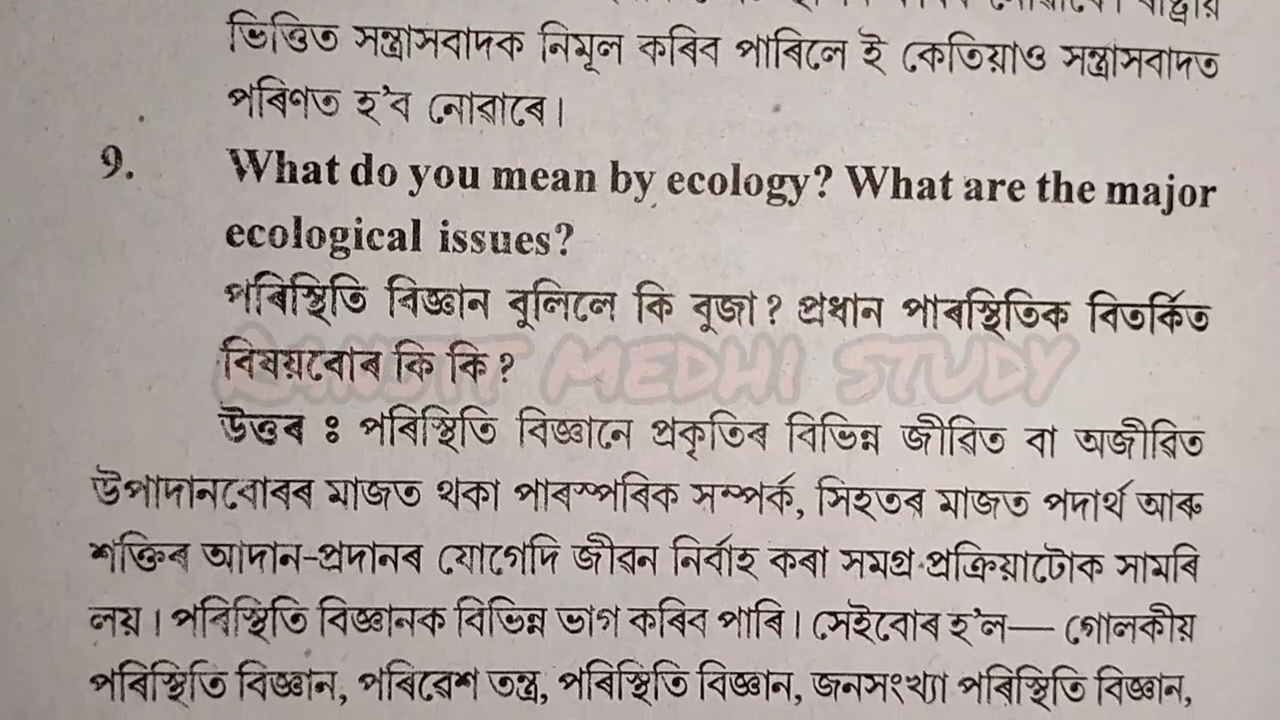 ভিত্তিত সন্ত্ৰাসবাদক নিমূল কৰিব পাৰিলে ই কেতিয়াও সন্ত্ৰাসবাদত
পৰিণত হ'ব নোৱাৰে।
9. What do you mean by ecology? What are the major
ecological issues?
পৰিস্থিতি বিজ্ঞান বুলিলে কি বুজা? প্ৰধান পাৰস্থিতিক বিতৰ্কিত
বিষয়বোৰ কি কি?
MEDHI STUDY
উত্তৰ ঃ পৰিস্থিতি বিজ্ঞানে প্ৰকৃতিৰ বিভিন্ন জীৱিত বা অজীৱিত
উপাদানবোৰৰ মাজত থকা পাৰস্পৰিক সম্পৰ্ক, সিহতৰ মাজত পদাৰ্থ আৰু
শক্তিৰ আদান-প্ৰদানৰ যোগেদি জীৱন নিৰ্বাহ কৰা সমগ্ৰ প্ৰক্ৰিয়াটোক সামৰি
লয়। পৰিস্থিতি বিজ্ঞানক বিভিন্ন ভাগ কৰিব পাৰি। সেইবোৰ হ'ল— গোলকীয়
পৰিস্থিতি বিজ্ঞান, পৰিৱেশ তন্ত্ৰ, পৰিস্থিতি বিজ্ঞান, জনসংখ্যা পৰিস্থিতি বিজ্ঞান,